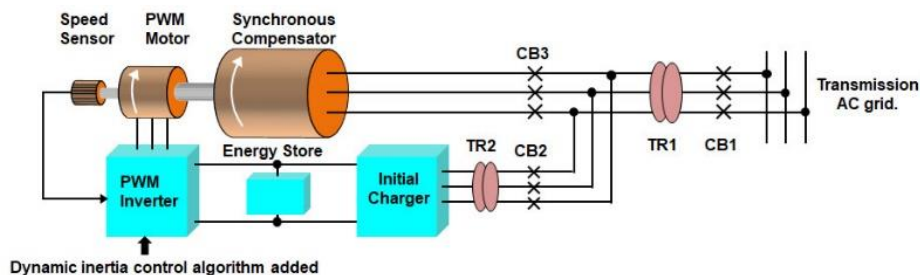 Speed
Sensor
PWM
Motor
Synchronous
Compensator
CB3
Transmission
AC grid.
TR1
CB1
Energy Store
TR2
CB2
PWM
Inverter
Initial
Charger
Dynamic inertia control algorithm added